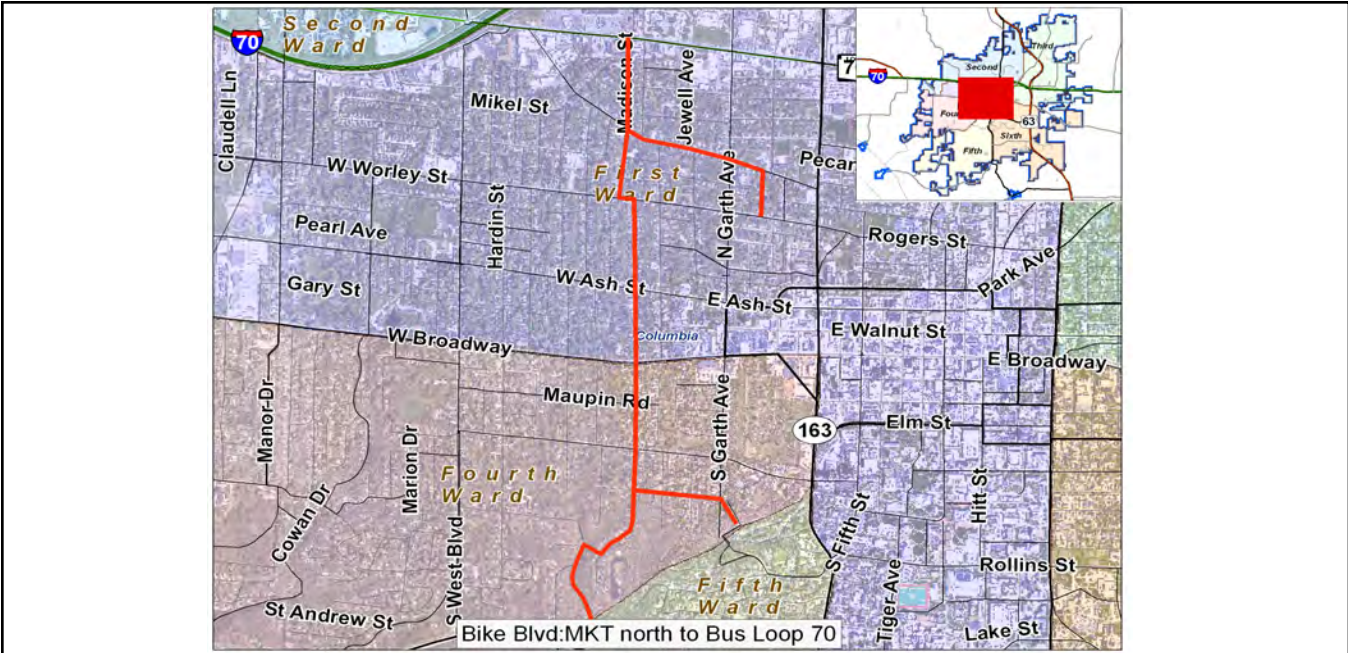 Second
Ward
70
Claudell Ln
Mikel St
Madison St
Jewell Ave
7
70
Second
Third
Fou
63
Sixth
Fifth
W Worley St
First
Ward
N Garth Ave
Pecar
Hardin St
Pearl Ave
Rogers St
Gary St
W Ash St
E Ash St
Park Ave
Columbia
E Walnut St
W Broadway
E Broadway
Manor Dr
Maupin Rd
Marion Dr
S Garth Ave
163
Elm St
Fourth
Ward
Cowan Dr
S West Blvd
S Fifth St
Hitt St
Rollins St
Fifth
Ward
Tiger Ave
St Andrew St
Lake St
Bike Blvd:MKT north to Bus Loop 70